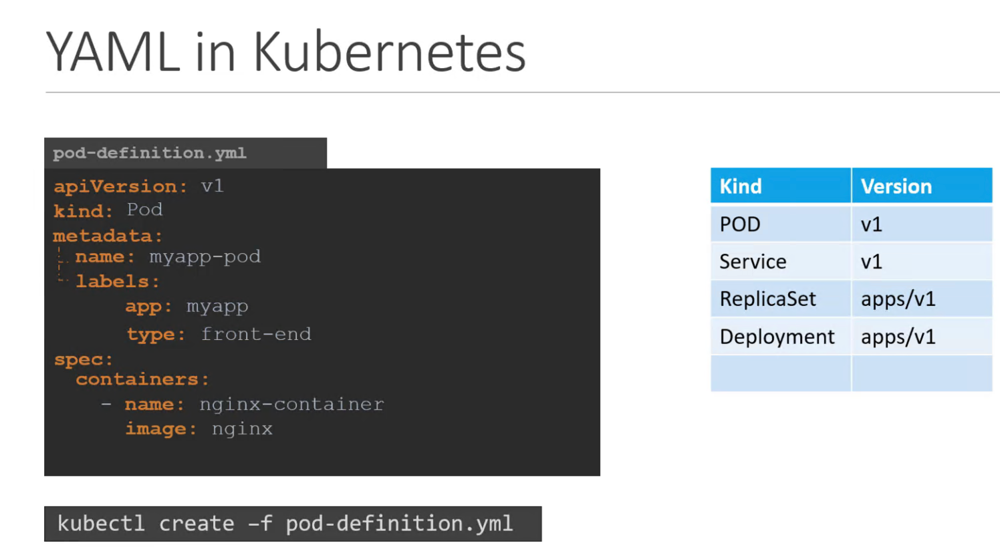 YAML in Kubernetes
pod-definition.yml
apiVersion: v1
kind: Pod
metadata:
name: myapp-pod
labels:
app: myapp
type: front-end
spec:
containers:
- name: nginx-container
image: nginx
kubectl create –f pod-definition.yml
Kind Version
POD v1
Service v1
ReplicaSet apps/v1
Deployment apps/v1